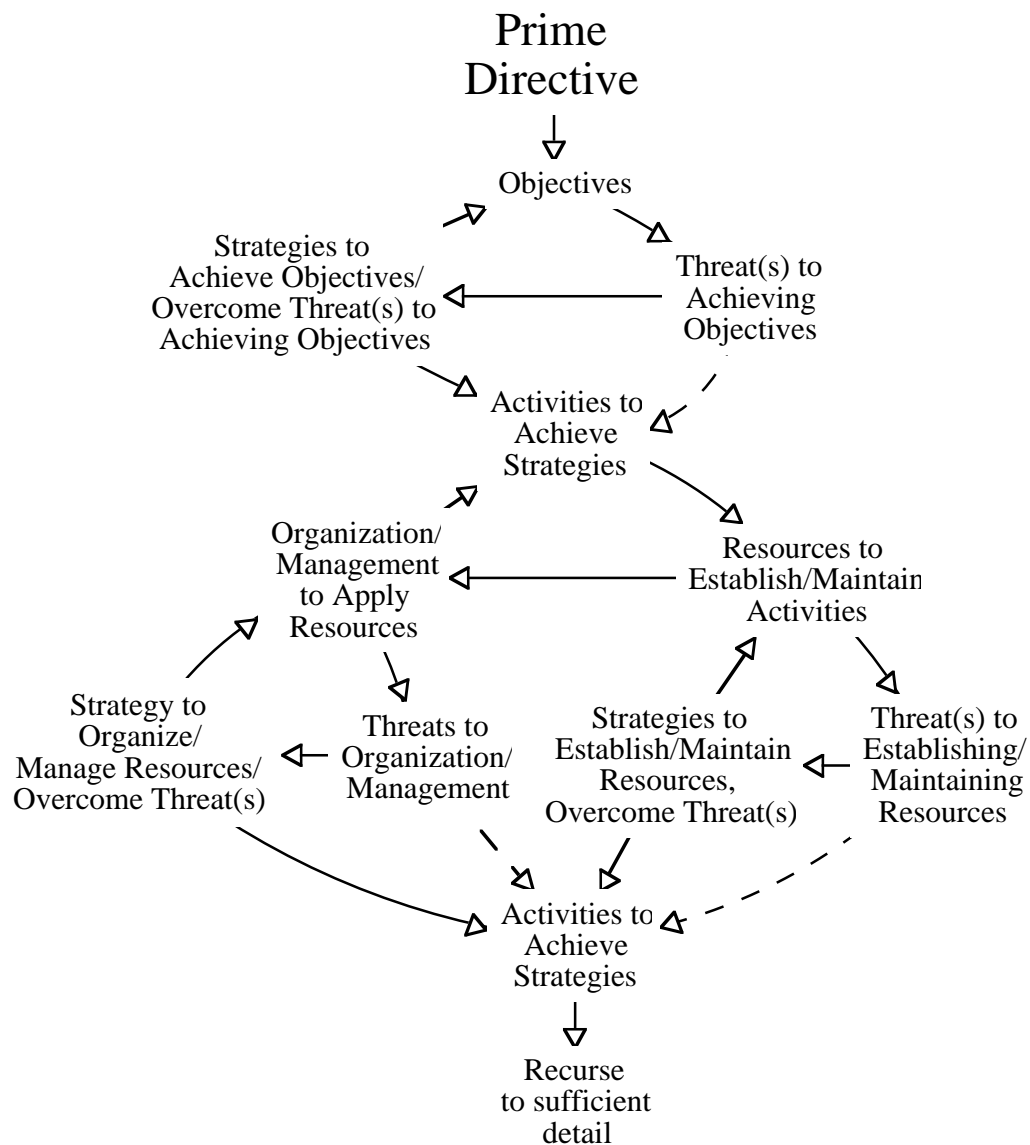 Prime
Directive
Objectives
Strategies to
Achieve Objectives/
Overcome Threat(s) to
Achieving Objectives
Threat(s) to
Achieving
Objectives
Activities to
Achieve
Strategies
Organization/
Management
to Apply
Resources
Resources to
Establish/Maintain
Activities
Strategy to
Organize/
Manage Resources/
Overcome Threat(s)
Threats to
Organization/
Management
Strategies to
Establish/Maintain
Resources,
Overcome Threat(s)
Threat(s) to
Establishing/
Maintaining
Resources
Activities to
Achieve
Strategies
Recurse
to sufficient
detail